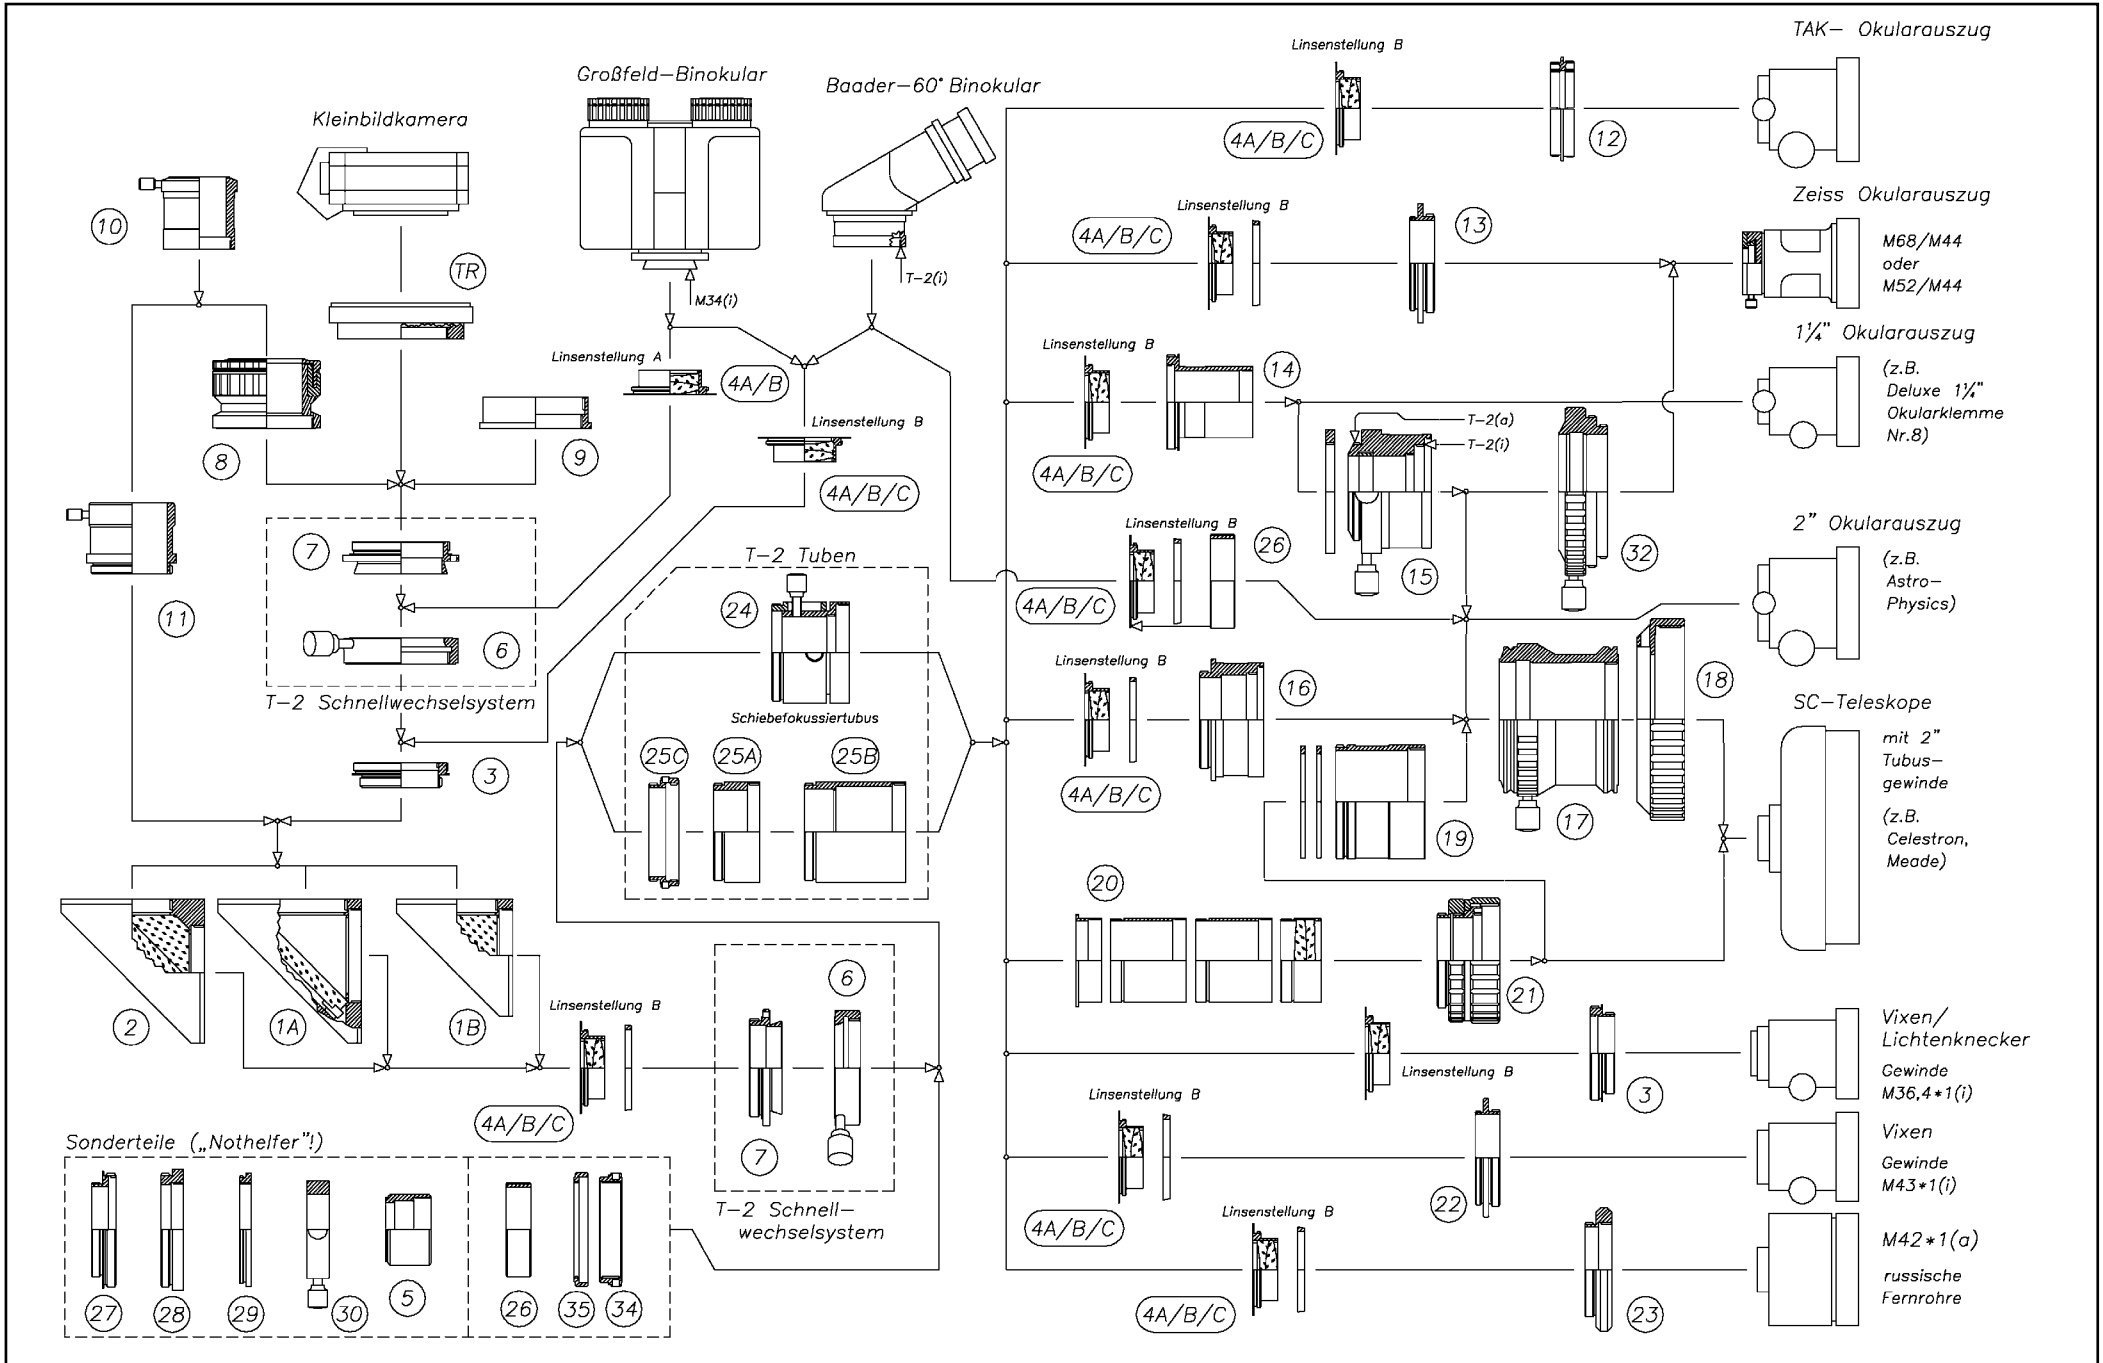 TAK- Okularauszug
Linsenstellung B
4A/B/C
12
Großfeld-Binokular
Baader-60° Binokular
Kleinbildkamera
10
TR
M34(i)
T-2(i)
Zeiss Okularauszug
M68/M44
oder
M52/M44
Linsenstellung B
4A/B/C
13
1¼" Okularauszug
(z.B.
Deluxe 1¼"
Okularklemme
Nr.8)
Linsenstellung B
14
4A/B/C
T-2(a)
T-2(i)
15
32
Linsenstellung A
4A/B
Linsenstellung B
4A/B/C
8
9
7
6
T-2 Schnellwechselsystem
11
3
2" Okularauszug
(z.B.
Astro-
Physics)
Linsenstellung B
26
4A/B/C
T-2 Tuben
24
Schiebefokussiertubus
25C
25A
25B
Linsenstellung B
16
4A/B/C
17
18
19
SC-Teleskope
mit 2"
Tubus-
gewinde
(z.B.
Celestron,
Meade)
20
21
2
1A
1B
Linsenstellung B
4A/B/C
7
6
T-2 Schnell-
wechselsystem
Vixen/
Lichtenknecker
Gewinde
M36,4*1(i)
Linsenstellung B
3
Vixen
Gewinde
M43*1(i)
Linsenstellung B
4A/B/C
22
M42*1(a)
russische
Fernrohre
Linsenstellung B
4A/B/C
23
Sonderteile („Nothelfer"!)
27
28
29
30
5
26
35
34